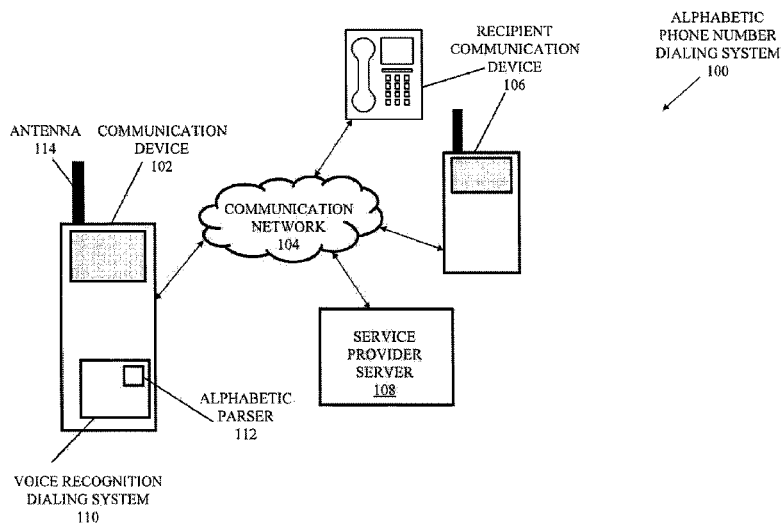 ALPHABETIC
PHONE NUMBER
DIALING SYSTEM
100
RECIPIENT
COMMUNICATION
DEVICE
106
ANTENNA
114
COMMUNICATION
DEVICE
102
COMMUNICATION
NETWORK
104
SERVICE
PROVIDER
SERVER
108
ALPHABETIC
PARSER
112
VOICE RECOGNITION
DIALING SYSTEM
110